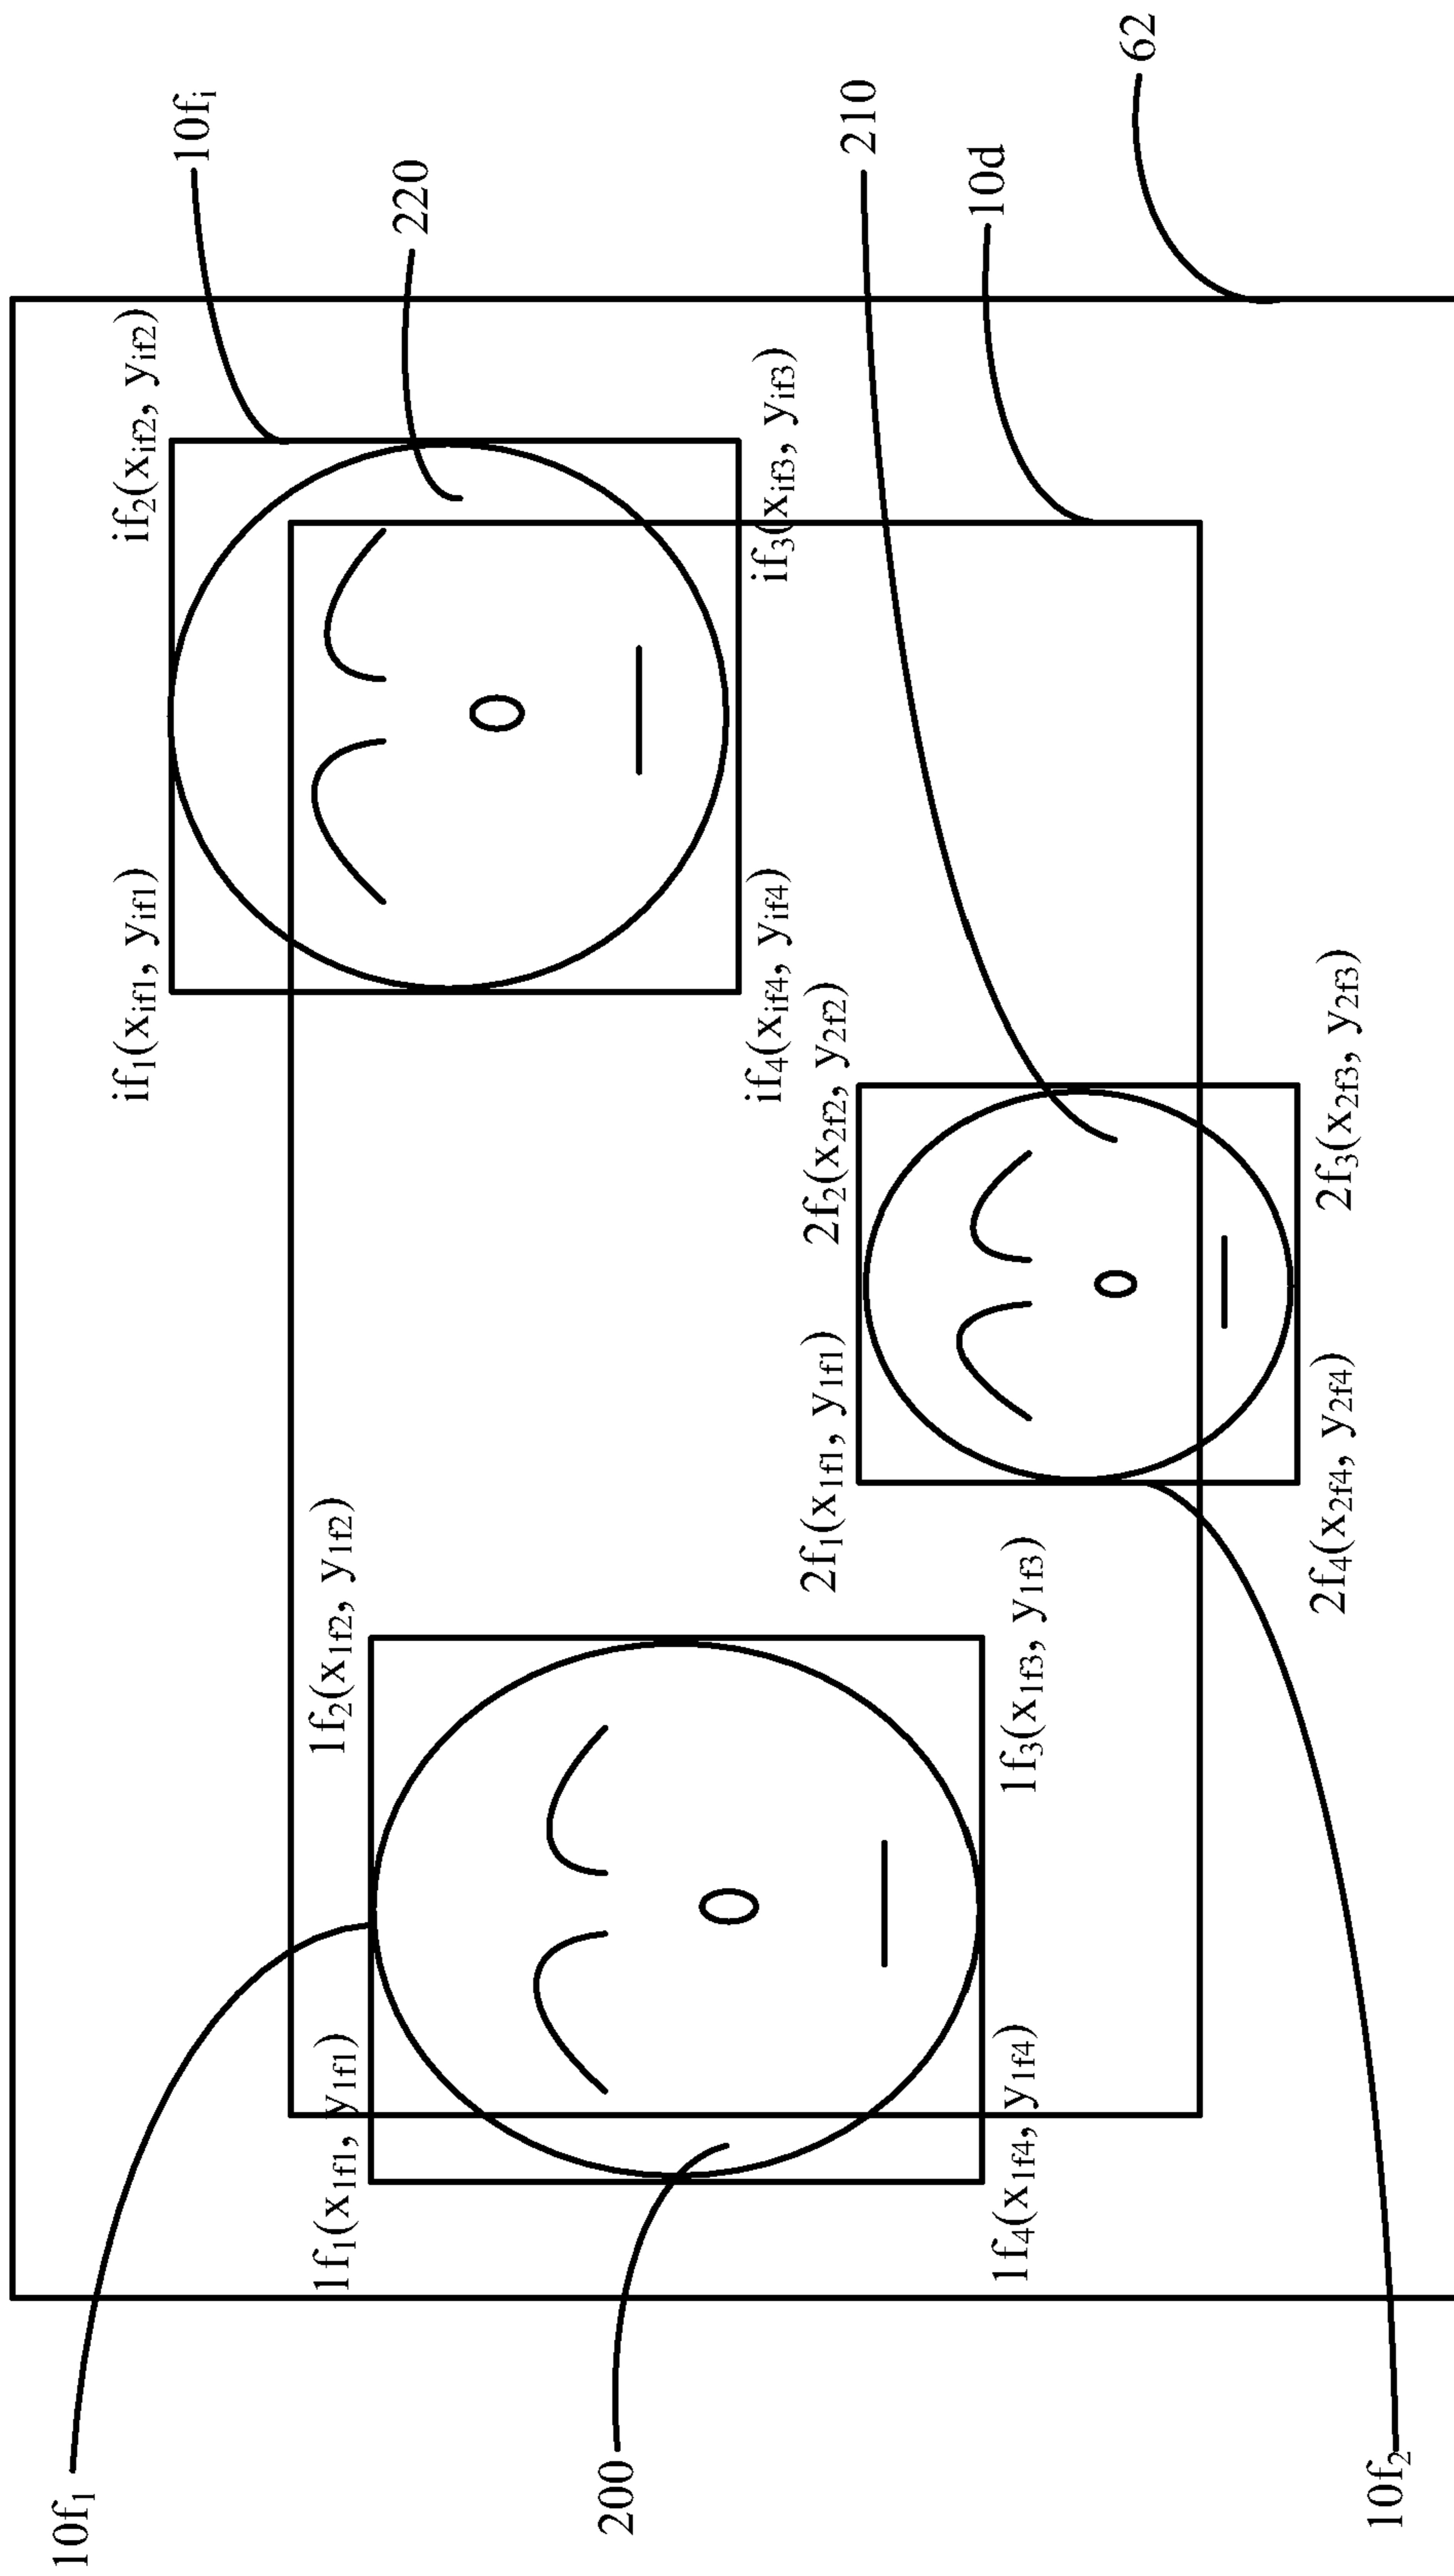 10f₁
10fᵢ
220
200
210
10d
62
10f₂
if₁(xif1, yif1)
if₂(xif2, yif2)
if₄(xif4, yif4)
if₃(xif3, yif3)
1f₁(x1f1, y1f1)
1f₂(x1f2, y1f2)
1f₄(x1f4, y1f4)
1f₃(x1f3, y1f3)
2f₁(x1f1, y1f1)
2f₂(x2f2, y2f2)
2f₄(x2f4, y2f4)
2f₃(x2f3, y2f3)